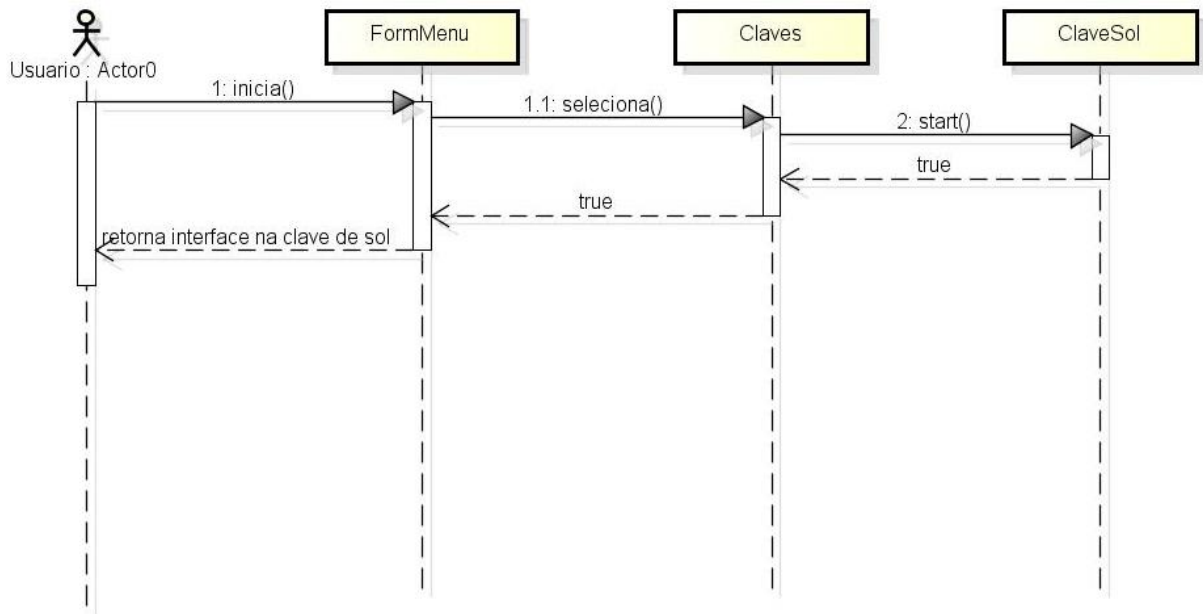 FormMenu
Claves
ClaveSol
Usuario : Actor0
1: inicia()
1.1: seleciona()
2: start()
true
true
retorna interface na clave de sol